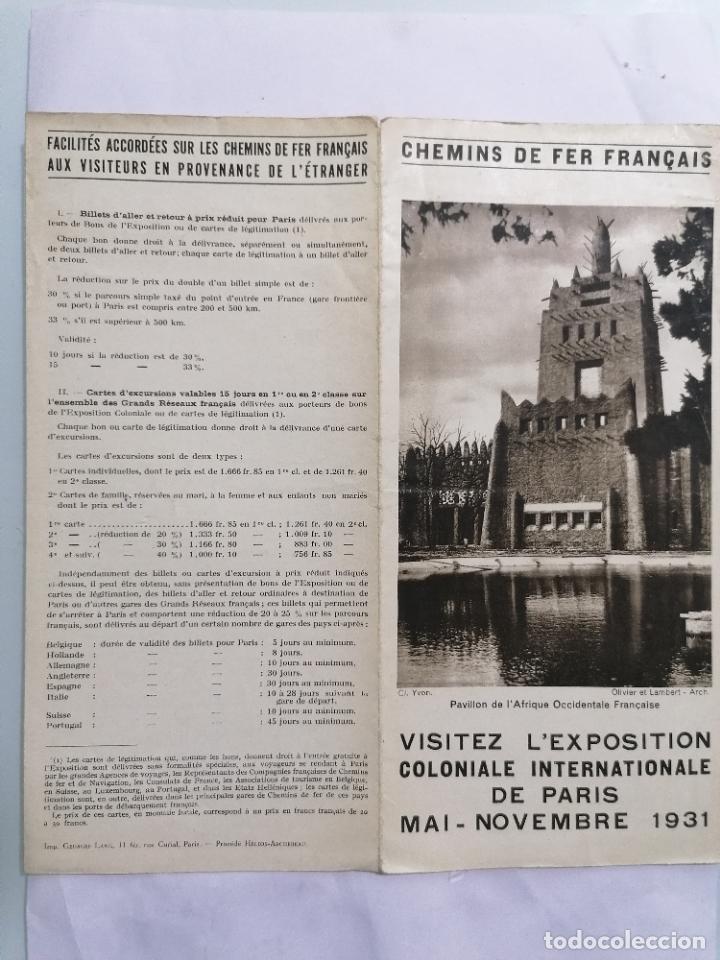 FACILITÉS ACCORDÉES SUR LES CHEMINS DE FER FRANÇAIS
AUX VISITEURS EN PROVENANCE DE L'ÉTRANGER
I. — Billets d'aller et retour à prix réduit pour Paris délivrés aux por-
teurs de Bons de l'Exposition ou de cartes de légitimation (1).
Chaque bon donne droit à la délivrance, séparément ou simultanément,
de deux billets d'aller et retour; chaque carte de légitimation à un billet d'aller
et retour.
La réduction sur le prix du double d'un billet simple est de :
30 % si le parcours simple taxé du point d'entrée en France (gare frontière
ou port) à Paris est compris entre 200 et 500 km.
33 % s'il est supérieur à 500 km.
Validité :
10 jours si la réduction est de 30 %.
15 — — 33 %.
II. — Cartes d'excursions valables 15 jours en 1re ou en 2e classe sur
l'ensemble des Grands Réseaux français délivrées aux porteurs de bons
de l'Exposition Coloniale ou de cartes de légitimation (1).
Chaque bon ou carte de légitimation donne droit à la délivrance d'une carte
d'excursions.
Les cartes d'excursions sont de deux types :
1o Cartes individuelles, dont le prix est de 1.666 fr. 85 en 1re cl. et de 1.261 fr. 40
en 2e classe.
2o Cartes de famille, réservées au mari, à la femme et aux enfants non mariés
dont le prix est de :
1re carte .......................... 1.666 fr. 85 en 1re cl. ; 1.261 fr. 40 en 2e cl.
2e — .. (réduction de 20 %) 1.333 fr. 50 — ; 1.009 fr. 10 —
3e — .. ( — 30 %) 1.166 fr. 80 — ; 883 fr. 00 —
4e et suiv. ( — 40 %) 1.000 fr. 10 — ; 756 fr. 85 —
Indépendamment des billets ou cartes d'excursion à prix réduit indiqués
ci-dessus, il peut être obtenu, sans présentation de bons de l'Exposition ou de
cartes de légitimation, des billets d'aller et retour ordinaires à destination de
Paris ou d'autres gares des Grands Réseaux français ; ces billets qui permettent
de s'arrêter à Paris et comportent une réduction de 20 à 25 % sur les parcours
français, sont délivrés au départ d'un certain nombre de gares des pays ci-après :
Belgique : durée de validité des billets pour Paris : 5 jours au minimum.
Hollande : — — : 8 jours.
Allemagne : — — : 10 jours au minimum.
Angleterre : — — : 30 jours.
Espagne : — — : 30 jours au minimum.
Italie : — — : 10 à 28 jours suivant la
gare de départ.
Suisse : — — : 10 jours au minimum.
Portugal : — — : 45 jours au minimum.
(1) Les cartes de légitimation qui, comme les bons, donnent droit à l'entrée gratuite à
l'Exposition sont délivrées sans formalités spéciales, aux voyageurs se rendant à Paris
par les grandes Agences de voyages, les Représentants des Compagnies françaises de Chemins
de fer et de Navigation, les Consulats de France, les Associations de tourisme en Belgique,
en Suisse, au Luxembourg, au Portugal, et dans les Etats Helléniques ; les cartes de légi-
timation sont, en outre, délivrées dans les principales gares de Chemins de fer de ces pays
et dans les ports de débarquement français.
Le prix de ces cartes, en monnaie locale, correspond à un prix en francs français de 20
à 30 francs.
Imp. GEORGES LANG, 11 bis, rue Curial, Paris. — Procédé HÉLIOS-ARCHEREAU
CHEMINS DE FER FRANÇAIS
Cl. Yvon. Olivier et Lambert - Arch.
Pavillon de l'Afrique Occidentale Française
VISITEZ L'EXPOSITION
COLONIALE INTERNATIONALE
DE PARIS
MAI - NOVEMBRE 1931
todocoleccion
todocoleccion.net